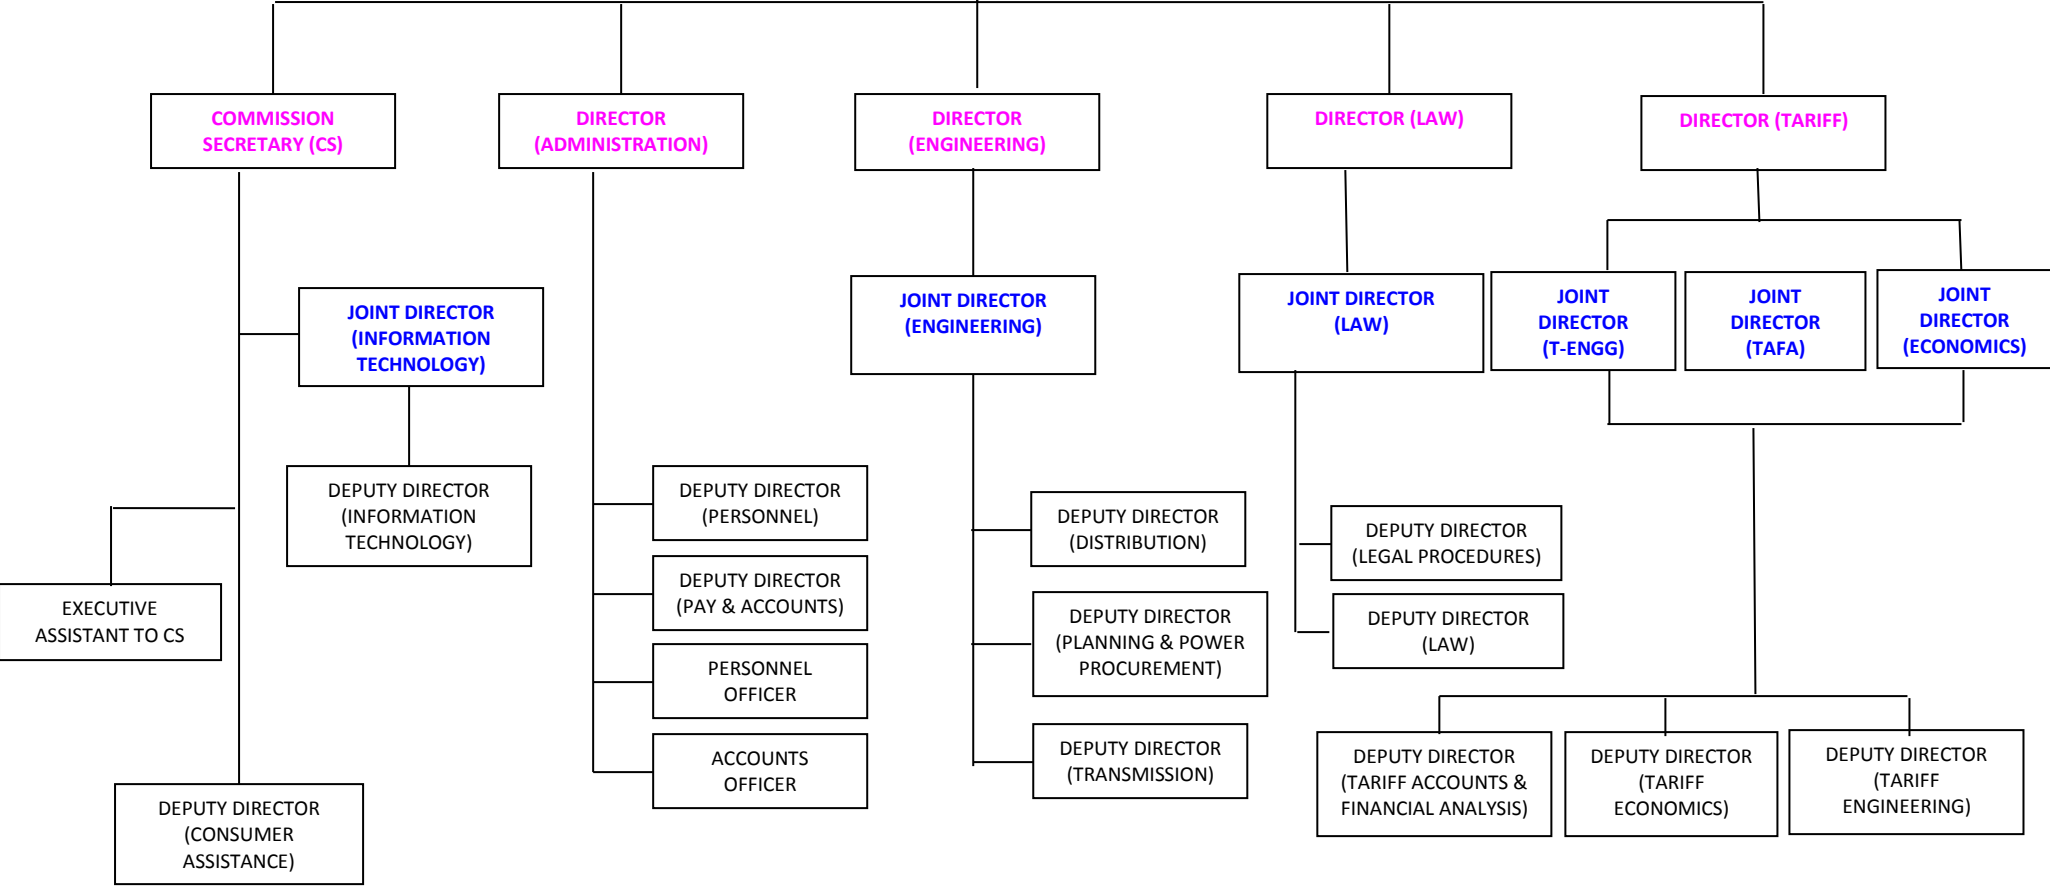 COMMISSION
SECRETARY (CS)
DIRECTOR
(ADMINISTRATION)
DIRECTOR
(ENGINEERING)
DIRECTOR (LAW)
DIRECTOR (TARIFF)
JOINT DIRECTOR
(INFORMATION
TECHNOLOGY)
JOINT DIRECTOR
(ENGINEERING)
JOINT DIRECTOR
(LAW)
JOINT
DIRECTOR
(T-ENGG)
JOINT
DIRECTOR
(TAFA)
JOINT
DIRECTOR
(ECONOMICS)
DEPUTY DIRECTOR
(INFORMATION
TECHNOLOGY)
EXECUTIVE
ASSISTANT TO CS
DEPUTY DIRECTOR
(CONSUMER
ASSISTANCE)
DEPUTY DIRECTOR
(PERSONNEL)
DEPUTY DIRECTOR
(PAY & ACCOUNTS)
PERSONNEL
OFFICER
ACCOUNTS
OFFICER
DEPUTY DIRECTOR
(DISTRIBUTION)
DEPUTY DIRECTOR
(PLANNING & POWER
PROCUREMENT)
DEPUTY DIRECTOR
(TRANSMISSION)
DEPUTY DIRECTOR
(LEGAL PROCEDURES)
DEPUTY DIRECTOR
(LAW)
DEPUTY DIRECTOR
(TARIFF ACCOUNTS &
FINANCIAL ANALYSIS)
DEPUTY DIRECTOR
(TARIFF
ECONOMICS)
DEPUTY DIRECTOR
(TARIFF
ENGINEERING)